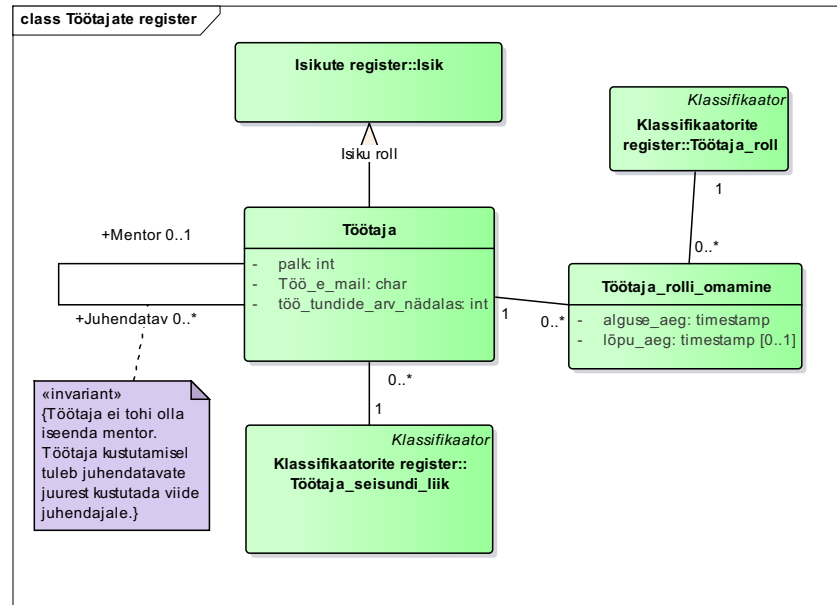 class Töötajate register
Isikute register::Isik
Klassifikaator
Klassifikaatorite
register::Töötaja_roll
Isiku roll
1
0..*
+Mentor 0..1
Töötaja
- palk: int
- Töö_e_mail: char
- töö_tundide_arv_nädalas: int
Töötaja_rolli_omamine
- alguse_aeg: timestamp
- lõpu_aeg: timestamp [0..1]
1
0..*
+Juhendatav 0..*
«invariant»
{Töötaja ei tohi olla
iseenda mentor.
Töötaja kustutamisel
tuleb juhendatavate
juurest kustutada viide
juhendajale.}
0..*
1
Klassifikaator
Klassifikaatorite register::
Töötaja_seisundi_liik